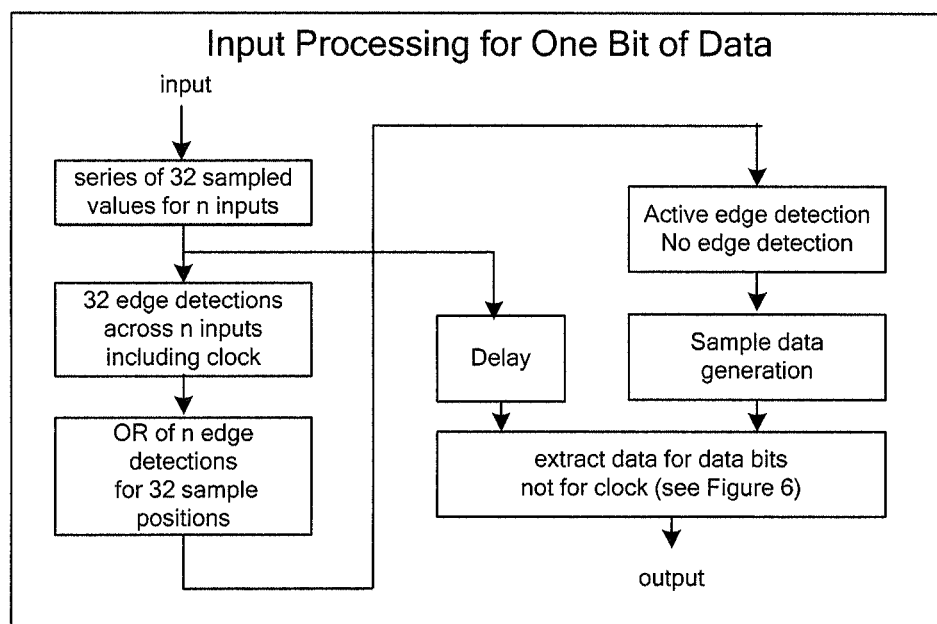 Input Processing for One Bit of Data
input
series of 32 sampled
values for n inputs
32 edge detections
across n inputs
including clock
OR of n edge
detections
for 32 sample
positions
Delay
Active edge detection
No edge detection
Sample data
generation
extract data for data bits
not for clock (see Figure 6)
output